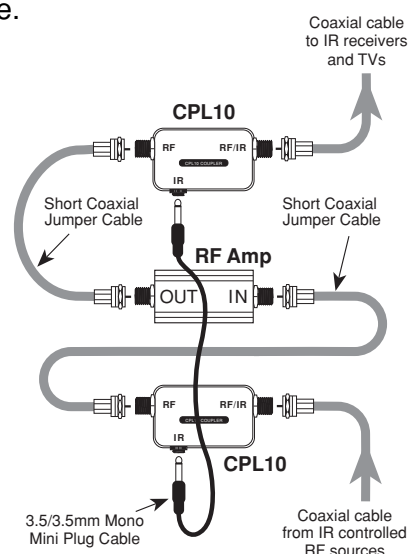 e.
Coaxial cable
to IR receivers
and TVs
CPL10
RF
RF/IR
CPL10 COUPLER
IR
Short Coaxial
Jumper Cable
Short Coaxial
Jumper Cable
RF Amp
OUT
IN
RF
RF/IR
COUPLER
IR
CPL10
3.5/3.5mm Mono
Mini Plug Cable
Coaxial cable
from IR controlled
RF sources